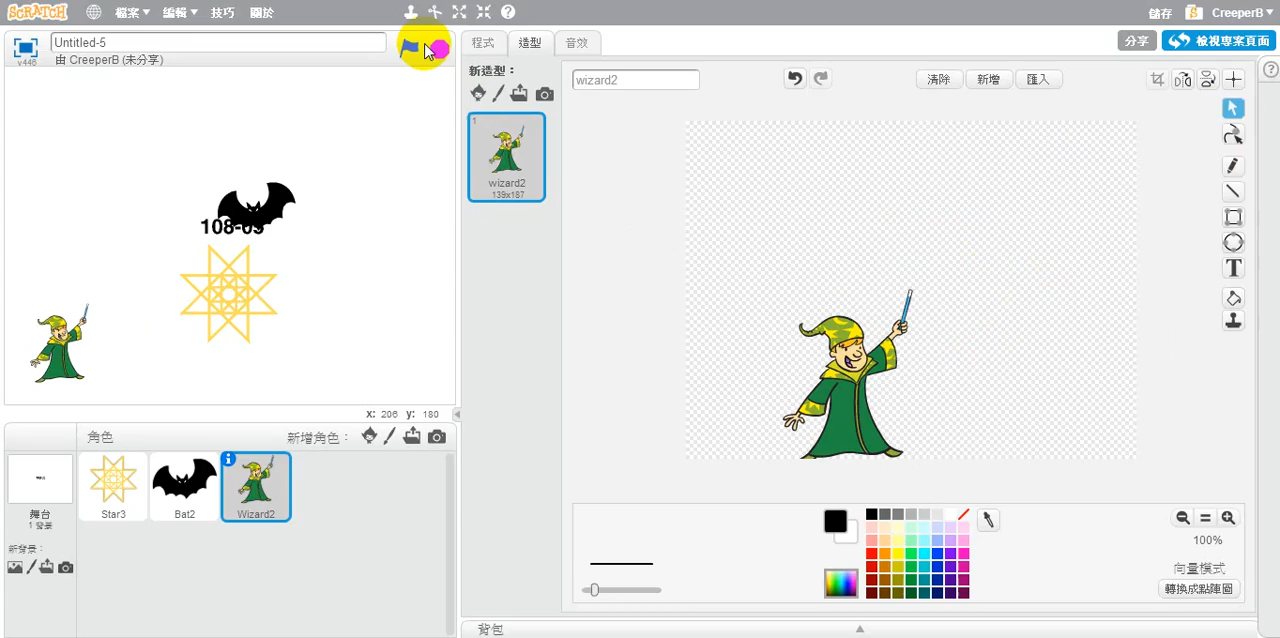 SCRATCH 檔案▼ 編輯▼ 技巧 關於 儲存 CreeperB▼
v446 Untitled-5
由 CreeperB (未分享)
程式 造型 音效 分享 檢視專案頁面
新造型：
wizard2 清除 新增 匯入
1
wizard2
139x187
108-09
x: 206 y: 180
角色 新增角色：
舞台
1 背景
新背景：
Star3 Bat2 Wizard2
T
100%
向量模式
轉換成點陣圖
背包